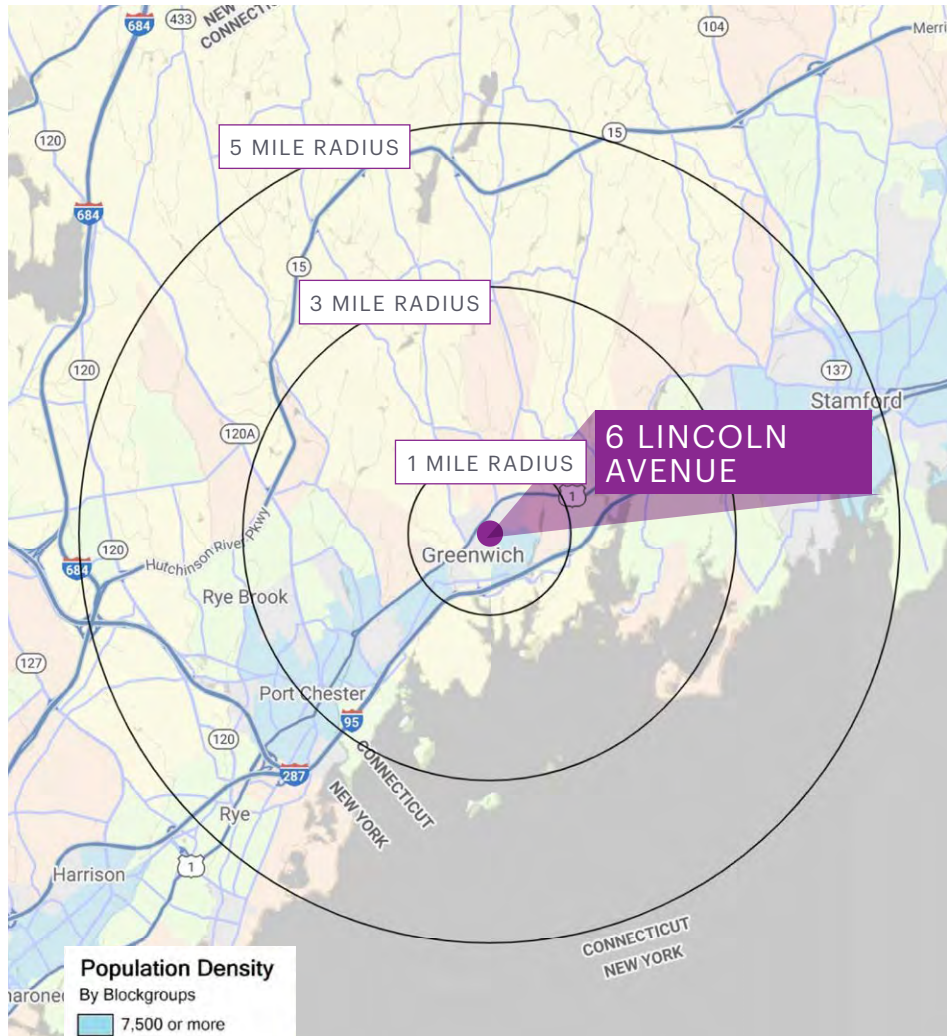 684
433
NEW
CONNECTICUT
104
Merri
120
15
5 MILE RADIUS
684
15
3 MILE RADIUS
120
137
Stamford
120A
6 LINCOLN
AVENUE
1 MILE RADIUS
1
Greenwich
120
684
Hutchinson River Pkwy
Rye Brook
127
Port Chester
95
120
287
CONNECTICUT
NEW YORK
Rye
1
Harrison
CONNECTICUT
NEW YORK
Population Density
By Blockgroups
7,500 or more